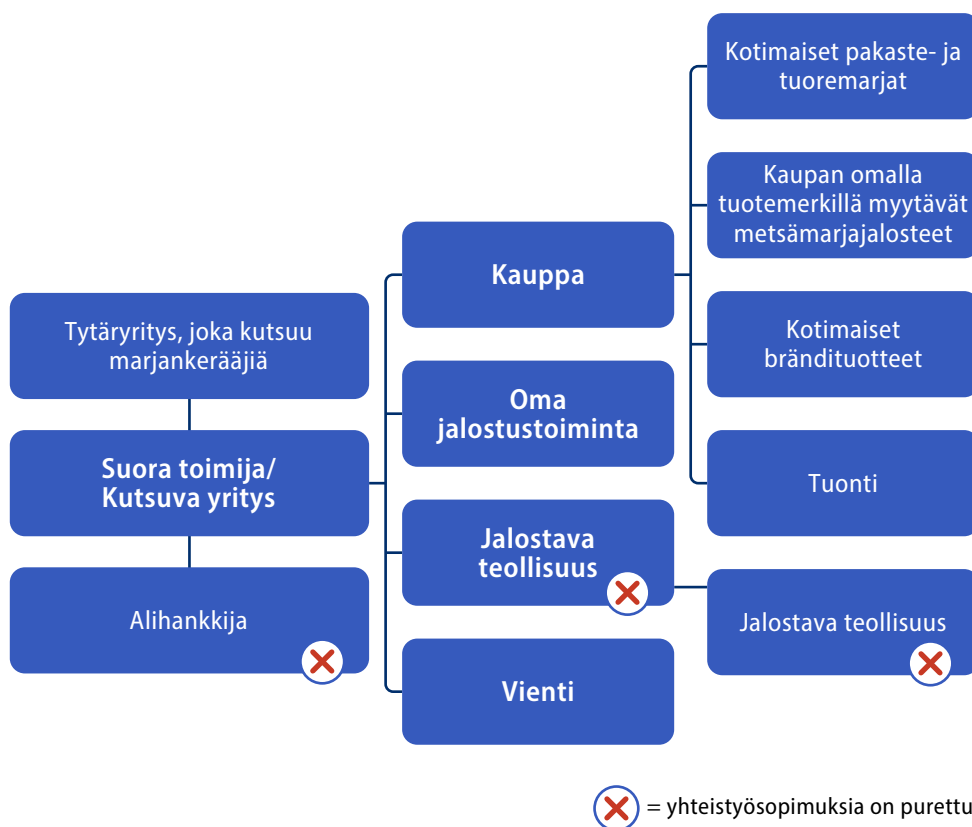 Tytäryritys, joka kutsuu
marjankerääjiä
Suora toimija/
Kutsuva yritys
Alihankkija
Kauppa
Oma
jalostustoiminta
Jalostava
teollisuus
Vienti
Kotimaiset pakaste- ja
tuoremarjat
Kaupan omalla
tuotemerkillä myytävät
metsämarjajalosteet
Kotimaiset
brändituotteet
Tuonti
Jalostava teollisuus
= yhteistyösopimuksia on purettu